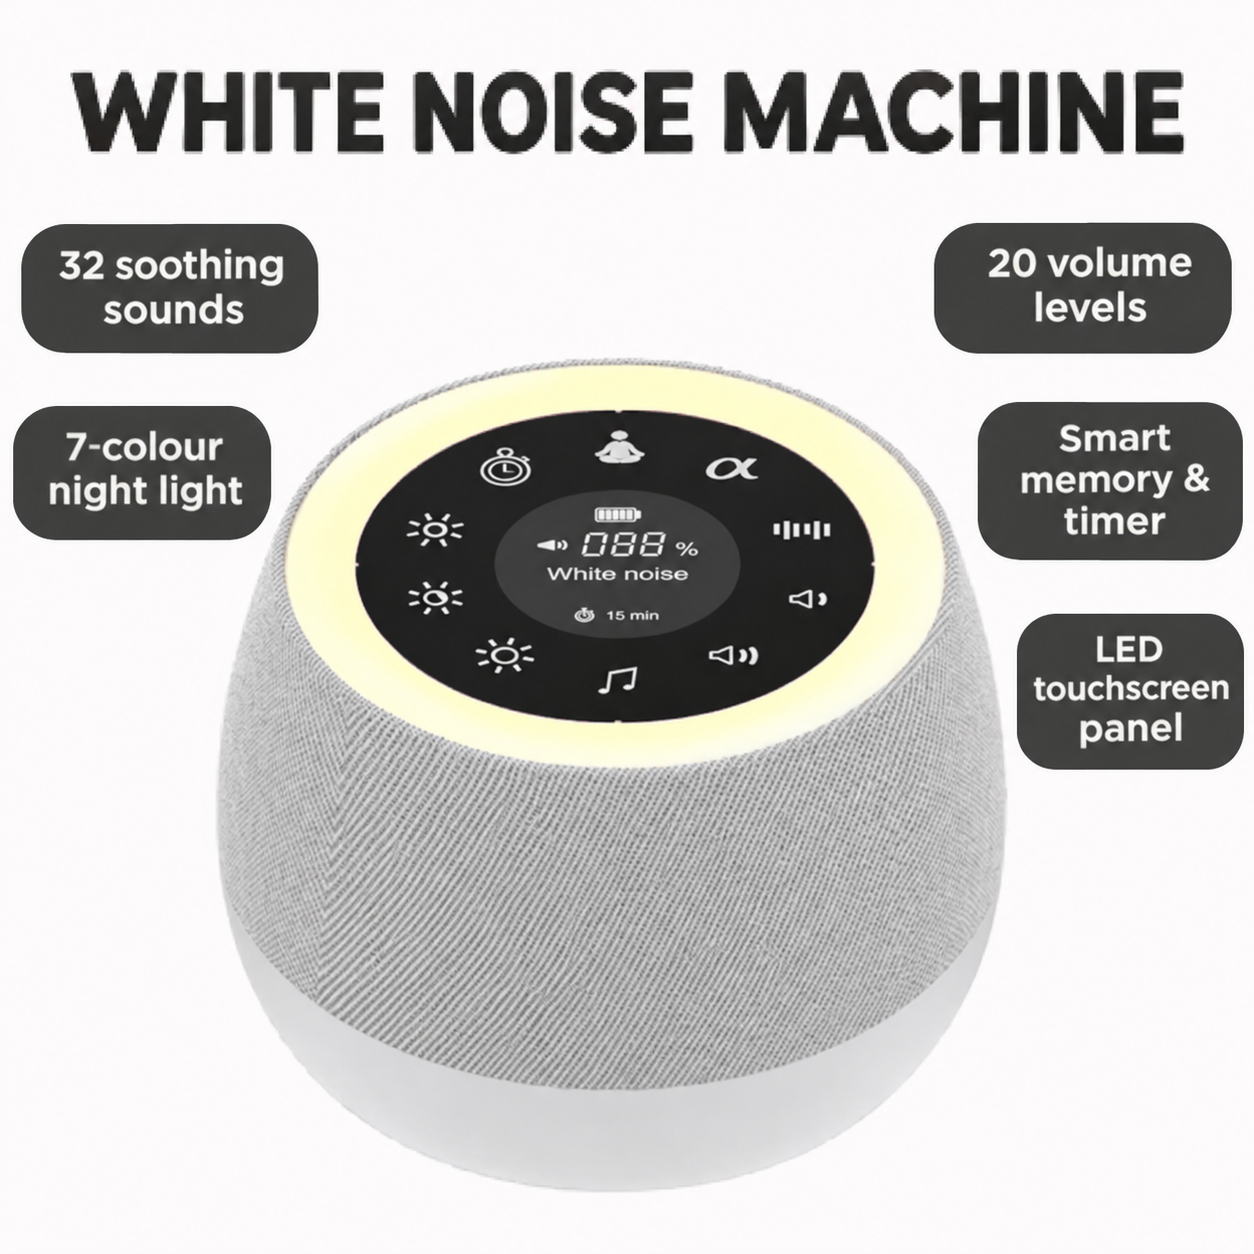 WHITE NOISE MACHINE
32 soothing
sounds
20 volume
levels
7-colour
night light
Smart
memory &
timer
α
088 %
White noise
15 min
LED
touchscreen
panel